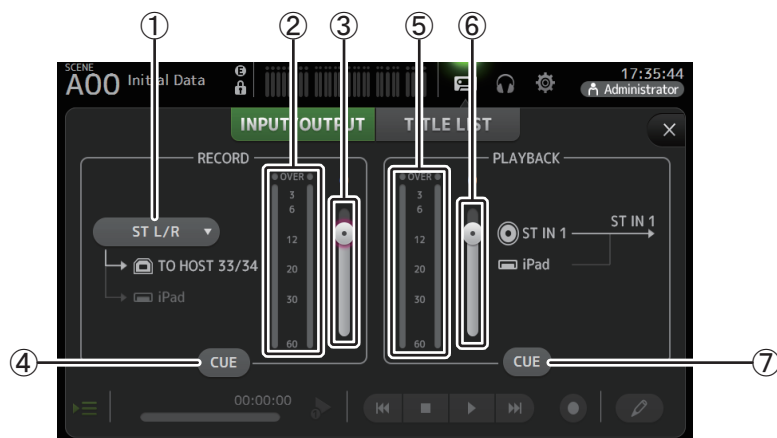 ① ② ③ ⑤ ⑥
SCENE
A00 Initial Data
E
17:35:44
Administrator
INPUT/OUTPUT TITLE LIST
RECORD
PLAYBACK
OVER
3
6
12
20
30
60
OVER
3
6
12
20
30
60
ST L/R
TO HOST 33/34
iPad
ST IN 1
ST IN 1
iPad
④ CUE
CUE ⑦
00:00:00